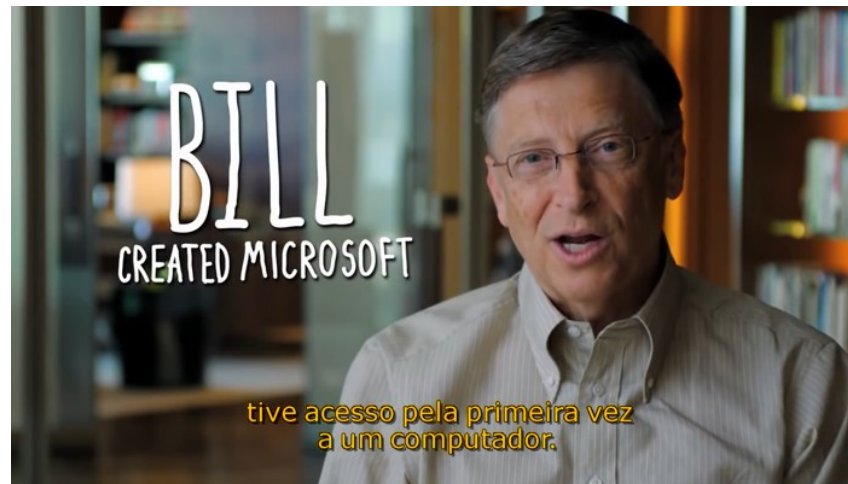 BILL
CREATED MICROSOFT
tive acesso pela primeira vez
a um computador.